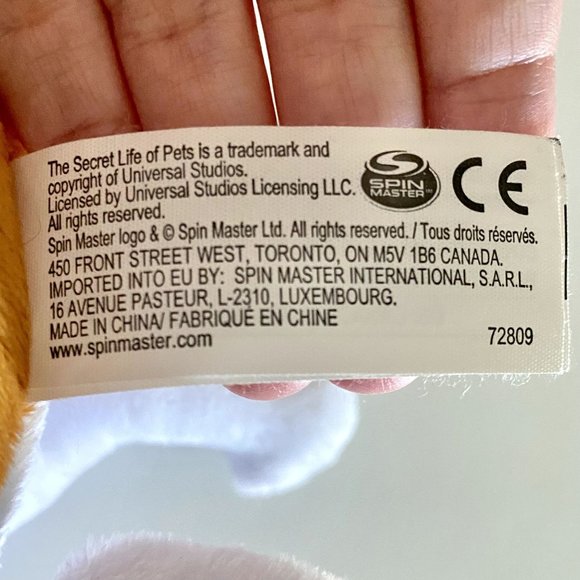 The Secret Life of Pets is a trademark and
copyright of Universal Studios.
Licensed by Universal Studios Licensing LLC.
All rights reserved.
SPIN
MASTER
CE
Spin Master logo & © Spin Master Ltd. All rights reserved. / Tous droits réservés.
450 FRONT STREET WEST, TORONTO, ON M5V 1B6 CANADA.
IMPORTED INTO EU BY: SPIN MASTER INTERNATIONAL, S.A.R.L.,
16 AVENUE PASTEUR, L-2310, LUXEMBOURG.
MADE IN CHINA/ FABRIQUÉ EN CHINE
www.spinmaster.com
72809